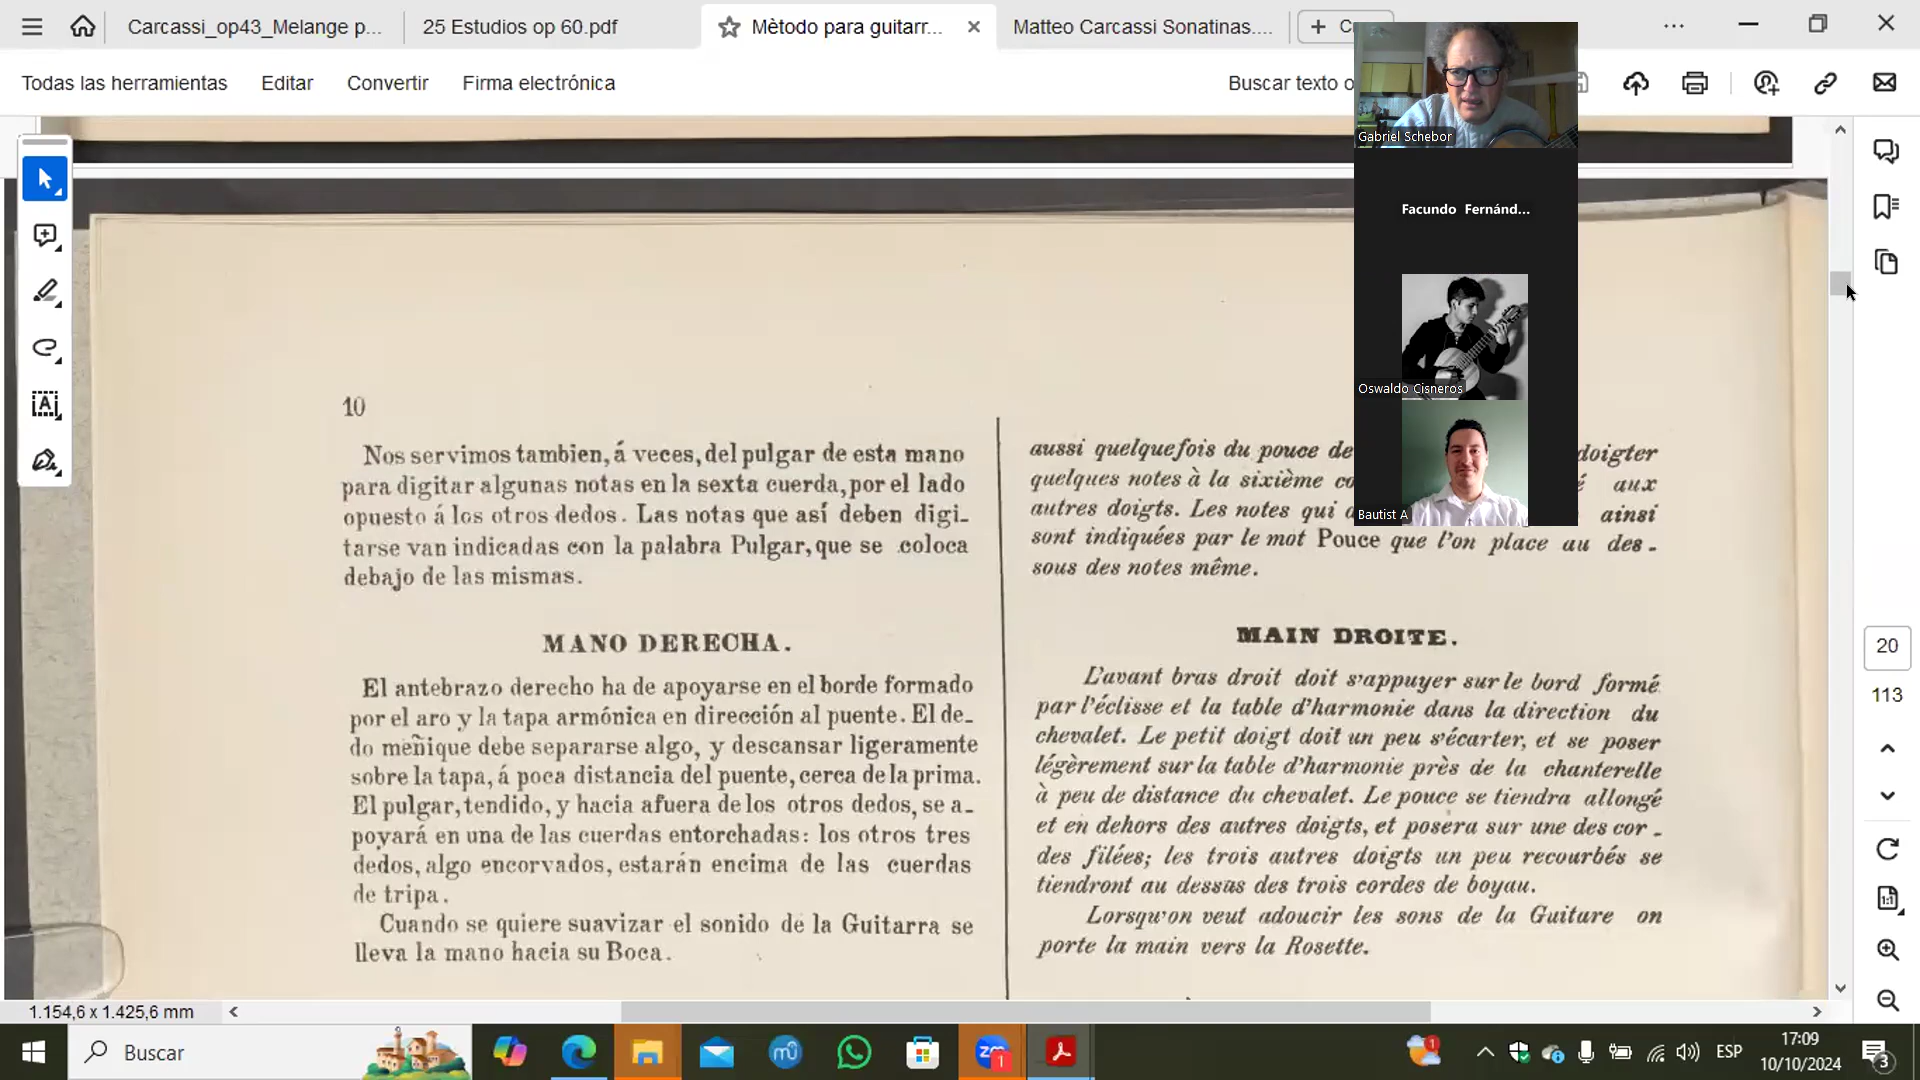 Carcassi_op43_Melange p...
25 Estudios op 60.pdf
Mètodo para guitarr...
Matteo Carcassi Sonatinas....
Todas las herramientas
Editar
Convertir
Firma electrónica
Buscar texto o
Gabriel Schebor
Facundo Fernánd...
Oswaldo Cisneros
Bautist A
10
Nos servimos tambien, á veces, del pulgar de esta mano
para digitar algunas notas en la sexta cuerda, por el lado
opuesto á los otros dedos. Las notas que así deben digi-
tarse van indicadas con la palabra Pulgar, que se coloca
debajo de las mismas.
MANO DERECHA.
El antebrazo derecho ha de apoyarse en el borde formado
por el aro y la tapa armónica en dirección al puente. El de-
do meñique debe separarse algo, y descansar ligeramente
sobre la tapa, á poca distancia del puente, cerca de la prima.
El pulgar, tendido, y hacia afuera de los otros dedos, se a-
poyará en una de las cuerdas entorchadas: los otros tres
dedos, algo encorvados, estarán encima de las cuerdas
de tripa.
Cuando se quiere suavizar el sonido de la Guitarra se
lleva la mano hacia su Boca.
aussi quelquefois du pouce de doigter
quelques notes à la sixième co é aux
autres doigts. Les notes qui d ainsi
sont indiquées par le mot Pouce que l'on place au des-
sous des notes même.
MAIN DROITE.
L'avant bras droit doit s'appuyer sur le bord formé
par l'éclisse et la table d'harmonie dans la direction du
chevalet. Le petit doigt doit un peu s'écarter, et se poser
légèrement sur la table d'harmonie près de la chanterelle
à peu de distance du chevalet. Le pouce se tiendra allongé
et en dehors des autres doigts, et posera sur une des cor-
des filées; les trois autres doigts un peu recourbés se
tiendront au dessus des trois cordes de boyau.
Lorsqu'on veut adoucir les sons de la Guitare on
porte la main vers la Rosette.
20
113
1.154,6 x 1.425,6 mm
Buscar
ESP
17:09
10/10/2024
3